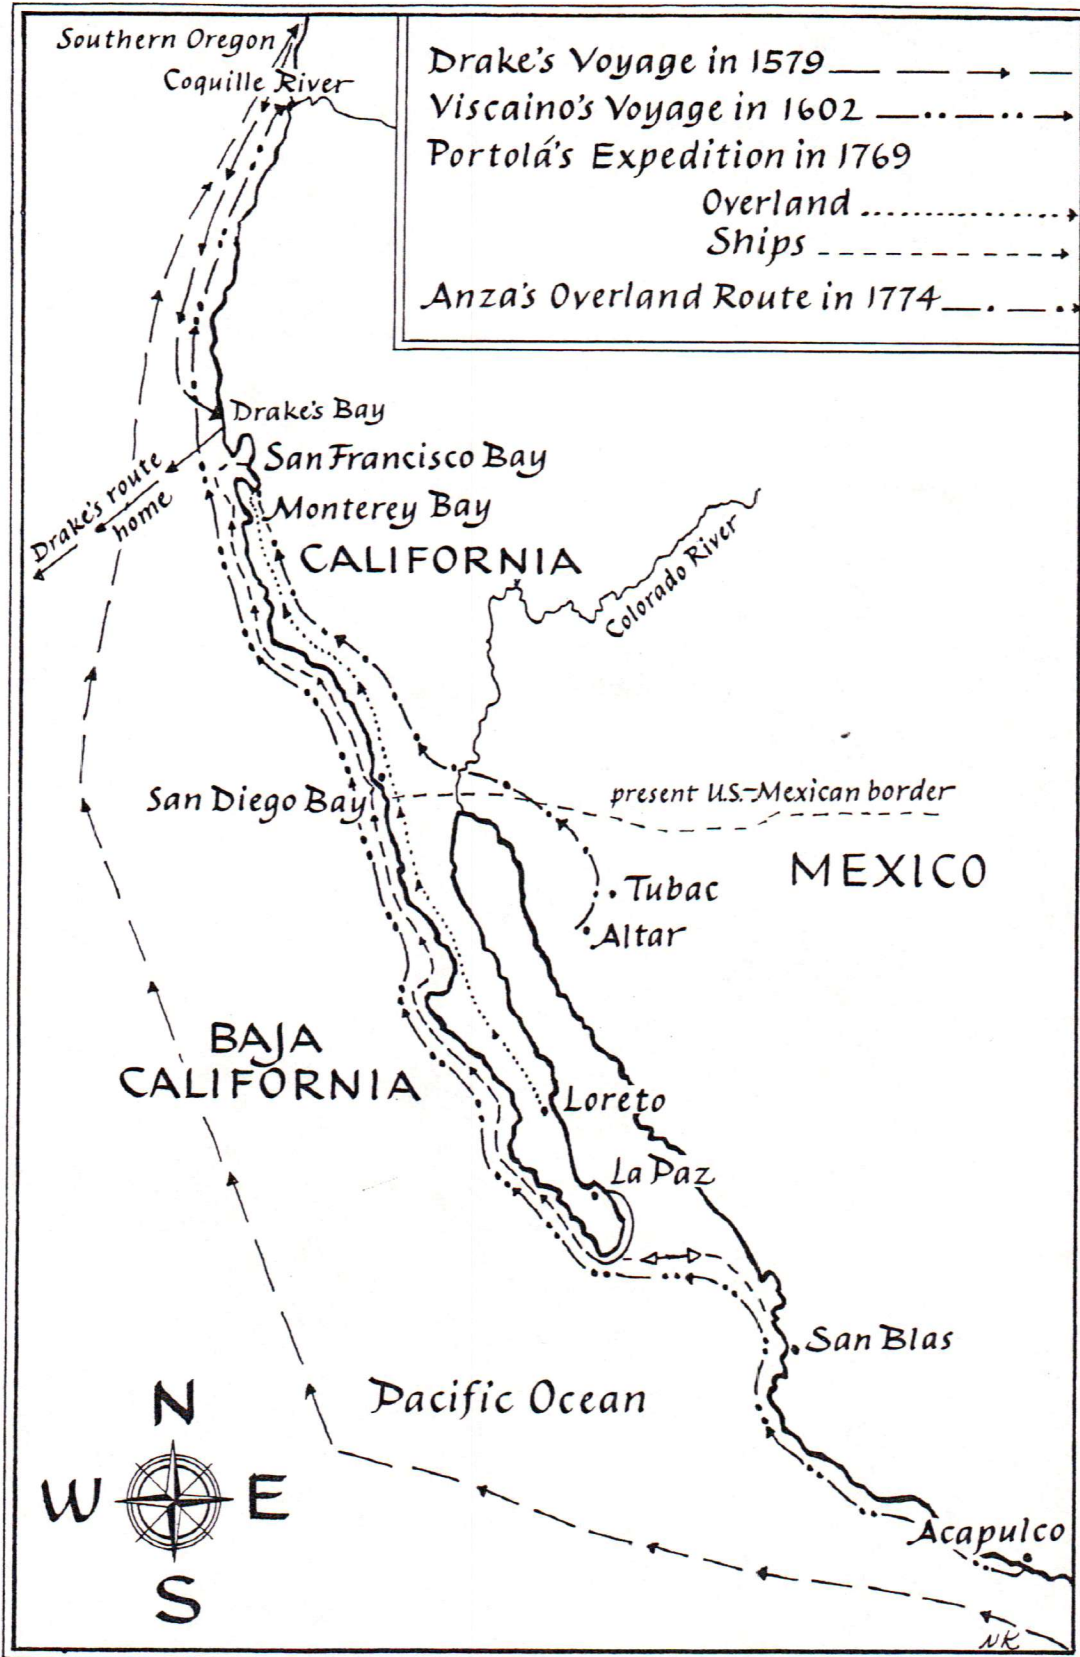 Southern Oregon
Coquille River
Drake's Voyage in 1579
Viscaino's Voyage in 1602
Portolá's Expedition in 1769
Overland
Ships
Anza's Overland Route in 1774
Drake's Bay
San Francisco Bay
Monterey Bay
Drake's route
home
CALIFORNIA
Colorado River
San Diego Bay
present U.S.-Mexican border
MEXICO
Tubac
Altar
BAJA
CALIFORNIA
Loreto
La Paz
San Blas
Pacific Ocean
N
W E
S
Acapulco
NK